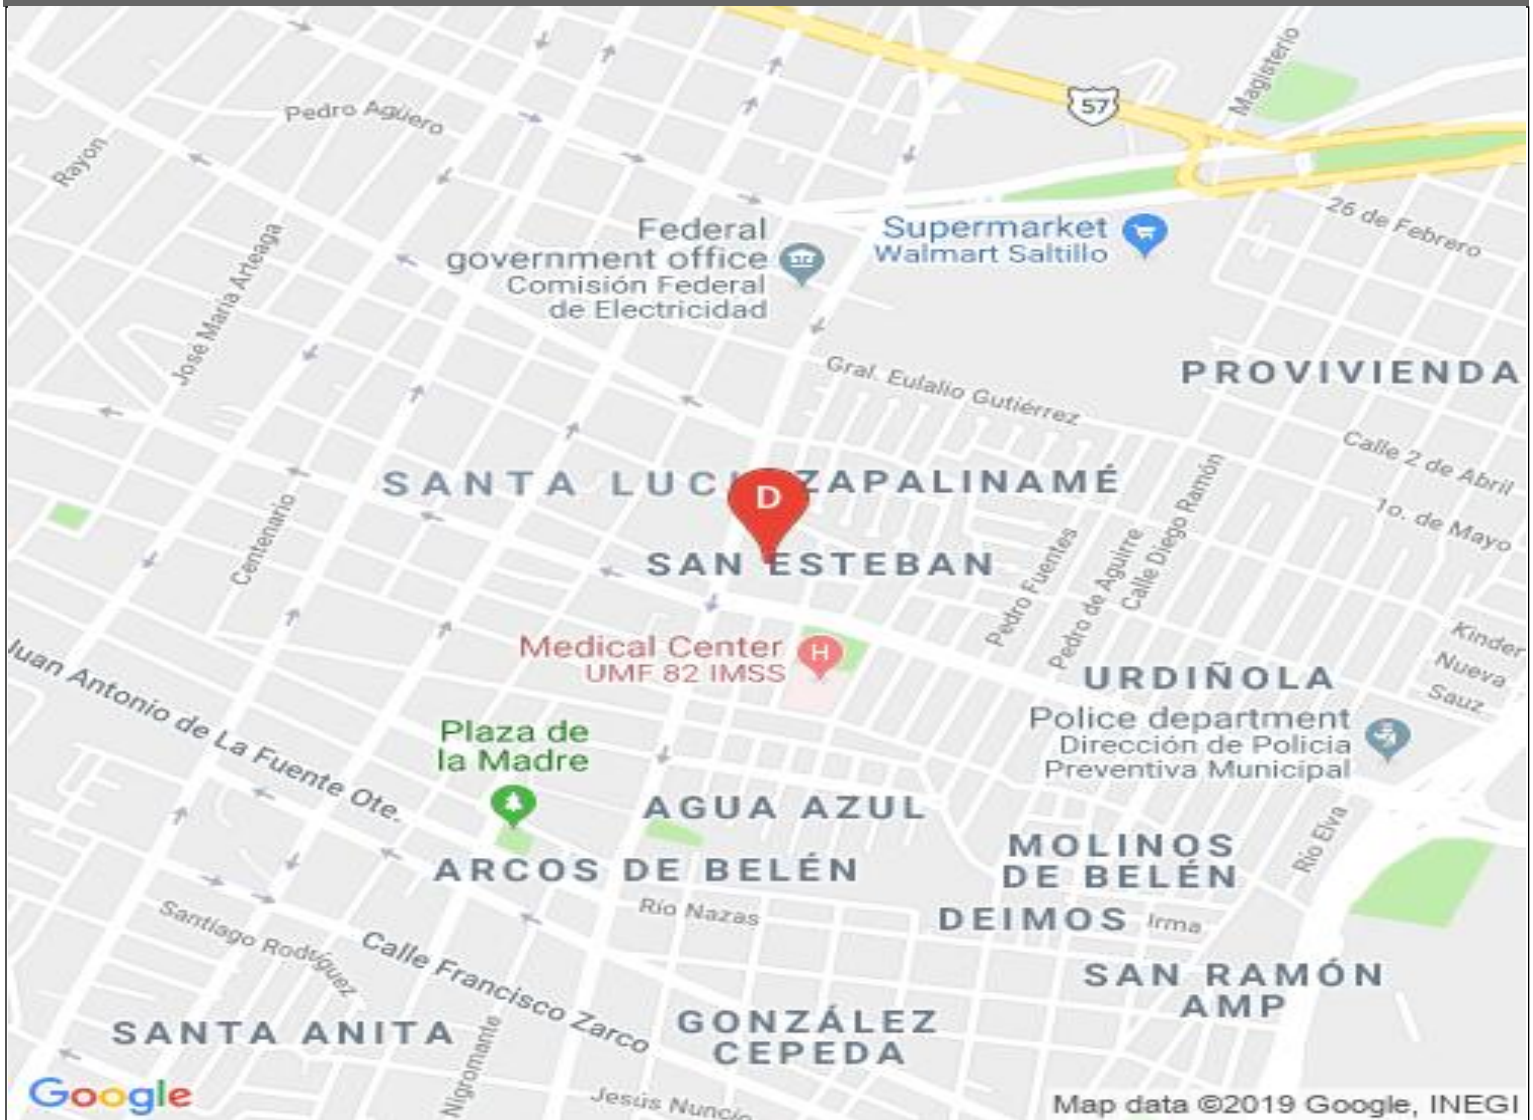 57
Magisterio
Pedro Agüero
Rayon
26 de Febrero
Federal
government office
Comisión Federal
de Electricidad
Supermarket
Walmart Saltillo
José María Arteaga
Gral. Eulalio Gutiérrez
PROVIVIENDA
Calle 2 de Abril
SANTA LUCI
D
ZAPALINAMÉ
1o. de Mayo
Centenario
SAN ESTEBAN
Pedro Fuentes
Pedro de Aguirre
Calle Diego Ramón
Medical Center
UMF 82 IMSS
H
Kinder
Nueva
Sauz
Juan Antonio de La Fuente Ote.
URDIÑOLA
Police department
Dirección de Policia
Preventiva Municipal
Plaza de
la Madre
AGUA AZUL
Río Elva
MOLINOS
DE BELÉN
ARCOS DE BELÉN
Río Nazas
DEIMOS
Irma
Santiago Rodríguez
Calle Francisco Zarco
SAN RAMÓN
AMP
SANTA ANITA
GONZÁLEZ
CEPEDA
Nigromante
Jesús Nuncio
Google
Map data ©2019 Google, INEGI